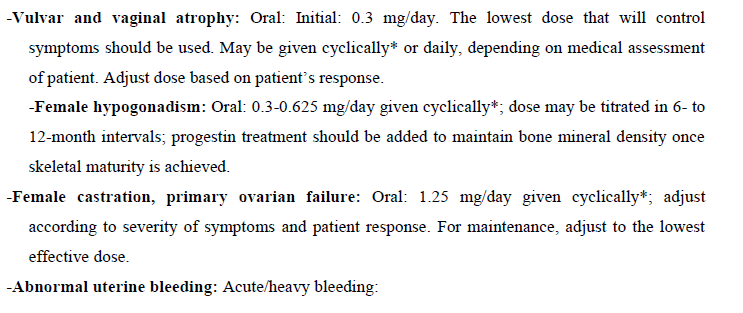 -Vulvar and vaginal atrophy: Oral: Initial: 0.3 mg/day. The lowest dose that will control
symptoms should be used. May be given cyclically* or daily, depending on medical assessment
of patient. Adjust dose based on patient's response.
-Female hypogonadism: Oral: 0.3-0.625 mg/day given cyclically*; dose may be titrated in 6- to
12-month intervals; progestin treatment should be added to maintain bone mineral density once
skeletal maturity is achieved.
-Female castration, primary ovarian failure: Oral: 1.25 mg/day given cyclically*; adjust
according to severity of symptoms and patient response. For maintenance, adjust to the lowest
effective dose.
-Abnormal uterine bleeding: Acute/heavy bleeding: